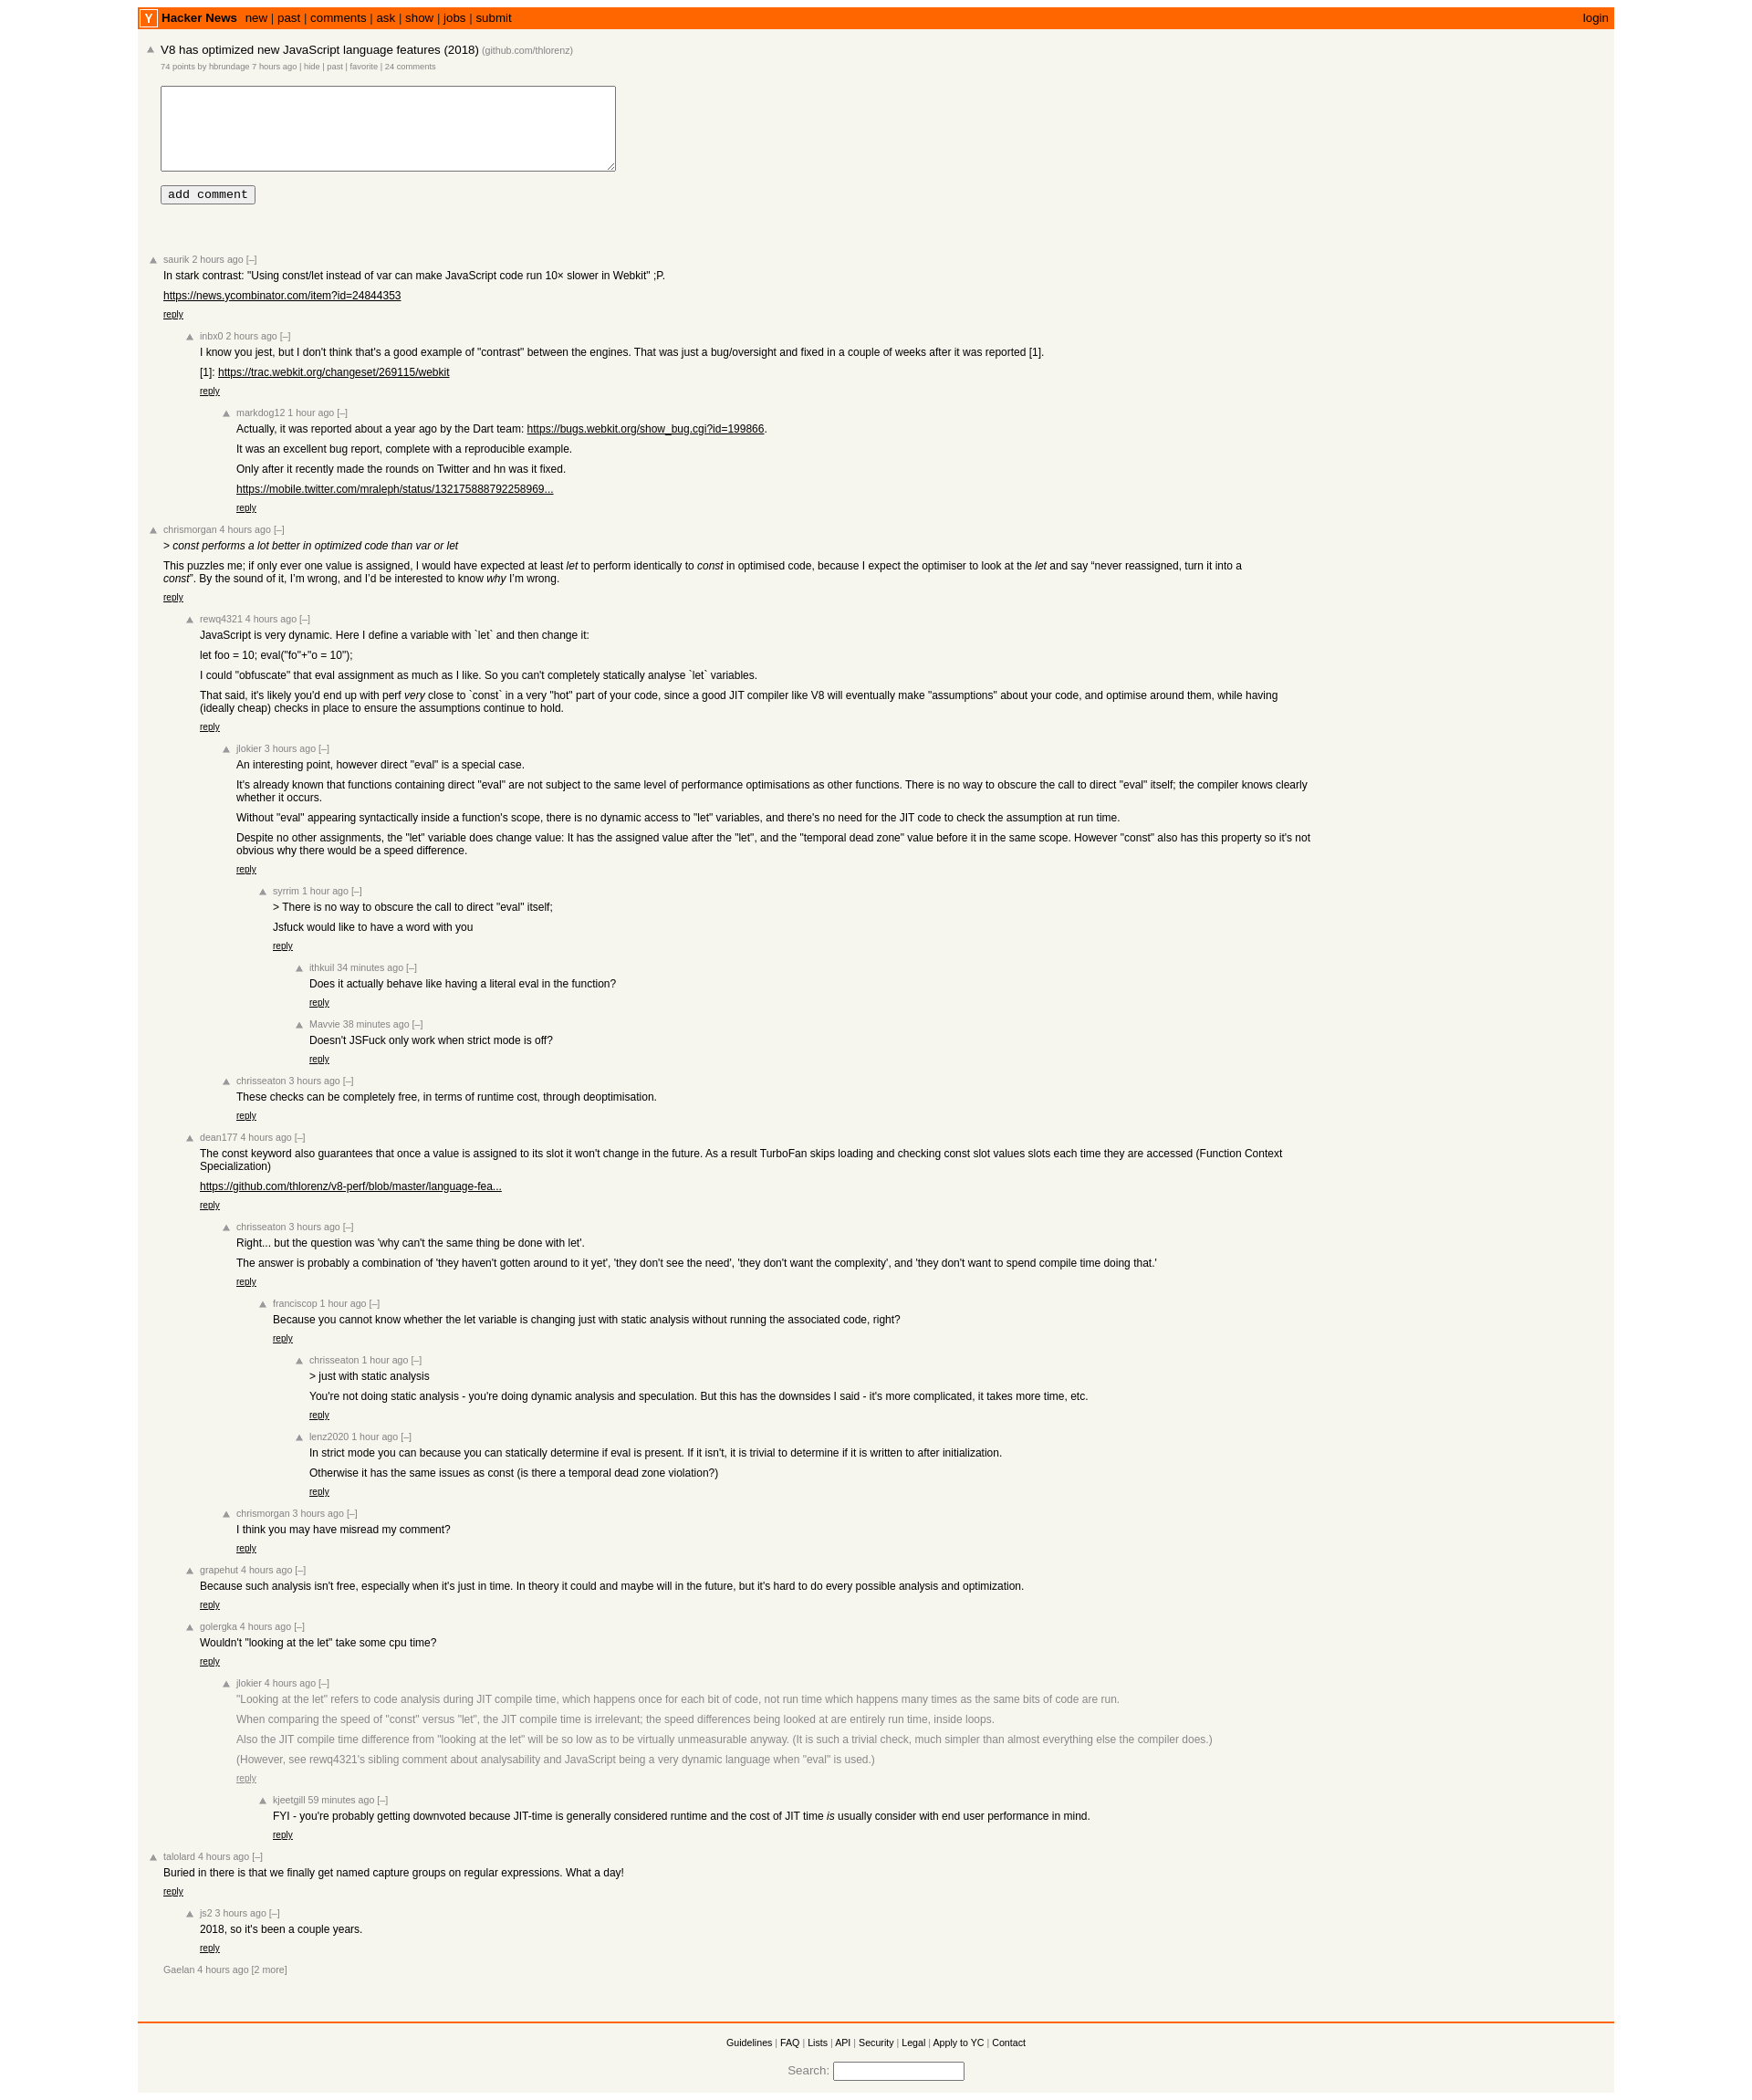 Y Hacker News new | past | comments | ask | show | jobs | submit login
V8 has optimized new JavaScript language features (2018) (github.com/thlorenz)
74 points by hbrundage 7 hours ago | hide | past | favorite | 24 comments
add comment
saurik 2 hours ago [–]
In stark contrast: "Using const/let instead of var can make JavaScript code run 10× slower in Webkit" ;P.
https://news.ycombinator.com/item?id=24844353
reply
inbx0 2 hours ago [–]
I know you jest, but I don't think that's a good example of "contrast" between the engines. That was just a bug/oversight and fixed in a couple of weeks after it was reported [1].
[1]: https://trac.webkit.org/changeset/269115/webkit
reply
markdog12 1 hour ago [–]
Actually, it was reported about a year ago by the Dart team: https://bugs.webkit.org/show_bug.cgi?id=199866.
It was an excellent bug report, complete with a reproducible example.
Only after it recently made the rounds on Twitter and hn was it fixed.
https://mobile.twitter.com/mraleph/status/132175888792258969...
reply
chrismorgan 4 hours ago [–]
> const performs a lot better in optimized code than var or let
This puzzles me; if only ever one value is assigned, I would have expected at least let to perform identically to const in optimised code, because I expect the optimiser to look at the let and say “never reassigned, turn it into a
const”. By the sound of it, I’m wrong, and I’d be interested to know why I’m wrong.
reply
rewq4321 4 hours ago [–]
JavaScript is very dynamic. Here I define a variable with `let` and then change it:
let foo = 10; eval("fo"+"o = 10");
I could "obfuscate" that eval assignment as much as I like. So you can't completely statically analyse `let` variables.
That said, it's likely you'd end up with perf very close to `const` in a very "hot" part of your code, since a good JIT compiler like V8 will eventually make "assumptions" about your code, and optimise around them, while having
(ideally cheap) checks in place to ensure the assumptions continue to hold.
reply
jlokier 3 hours ago [–]
An interesting point, however direct "eval" is a special case.
It's already known that functions containing direct "eval" are not subject to the same level of performance optimisations as other functions. There is no way to obscure the call to direct "eval" itself; the compiler knows clearly
whether it occurs.
Without "eval" appearing syntactically inside a function's scope, there is no dynamic access to "let" variables, and there's no need for the JIT code to check the assumption at run time.
Despite no other assignments, the "let" variable does change value: It has the assigned value after the "let", and the "temporal dead zone" value before it in the same scope. However "const" also has this property so it's not
obvious why there would be a speed difference.
reply
syrrim 1 hour ago [–]
> There is no way to obscure the call to direct "eval" itself;
Jsfuck would like to have a word with you
reply
ithkuil 34 minutes ago [–]
Does it actually behave like having a literal eval in the function?
reply
Mavvie 38 minutes ago [–]
Doesn't JSFuck only work when strict mode is off?
reply
chrisseaton 3 hours ago [–]
These checks can be completely free, in terms of runtime cost, through deoptimisation.
reply
dean177 4 hours ago [–]
The const keyword also guarantees that once a value is assigned to its slot it won't change in the future. As a result TurboFan skips loading and checking const slot values slots each time they are accessed (Function Context
Specialization)
https://github.com/thlorenz/v8-perf/blob/master/language-fea...
reply
chrisseaton 3 hours ago [–]
Right... but the question was 'why can't the same thing be done with let'.
The answer is probably a combination of 'they haven't gotten around to it yet', 'they don't see the need', 'they don't want the complexity', and 'they don't want to spend compile time doing that.'
reply
franciscop 1 hour ago [–]
Because you cannot know whether the let variable is changing just with static analysis without running the associated code, right?
reply
chrisseaton 1 hour ago [–]
> just with static analysis
You're not doing static analysis - you're doing dynamic analysis and speculation. But this has the downsides I said - it's more complicated, it takes more time, etc.
reply
lenz2020 1 hour ago [–]
In strict mode you can because you can statically determine if eval is present. If it isn't, it is trivial to determine if it is written to after initialization.
Otherwise it has the same issues as const (is there a temporal dead zone violation?)
reply
chrismorgan 3 hours ago [–]
I think you may have misread my comment?
reply
grapehut 4 hours ago [–]
Because such analysis isn't free, especially when it's just in time. In theory it could and maybe will in the future, but it's hard to do every possible analysis and optimization.
reply
golergka 4 hours ago [–]
Wouldn't "looking at the let" take some cpu time?
reply
jlokier 4 hours ago [–]
"Looking at the let" refers to code analysis during JIT compile time, which happens once for each bit of code, not run time which happens many times as the same bits of code are run.
When comparing the speed of "const" versus "let", the JIT compile time is irrelevant; the speed differences being looked at are entirely run time, inside loops.
Also the JIT compile time difference from "looking at the let" will be so low as to be virtually unmeasurable anyway. (It is such a trivial check, much simpler than almost everything else the compiler does.)
(However, see rewq4321's sibling comment about analysability and JavaScript being a very dynamic language when "eval" is used.)
reply
kjeetgill 59 minutes ago [–]
FYI - you're probably getting downvoted because JIT-time is generally considered runtime and the cost of JIT time is usually consider with end user performance in mind.
reply
talolard 4 hours ago [–]
Buried in there is that we finally get named capture groups on regular expressions. What a day!
reply
js2 3 hours ago [–]
2018, so it's been a couple years.
reply
Gaelan 4 hours ago [2 more]
Guidelines | FAQ | Lists | API | Security | Legal | Apply to YC | Contact
Search: